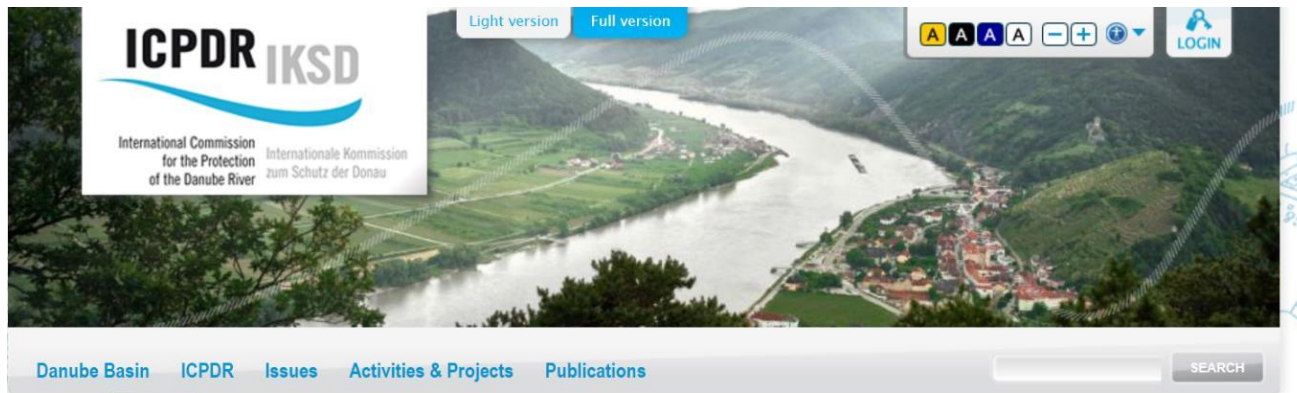 Light version
Full version
A A A A
LOGIN
ICPDR IKSD
International Commission
for the Protection
of the Danube River
Internationale Kommission
zum Schutz der Donau
Danube Basin
ICPDR
Issues
Activities & Projects
Publications
SEARCH